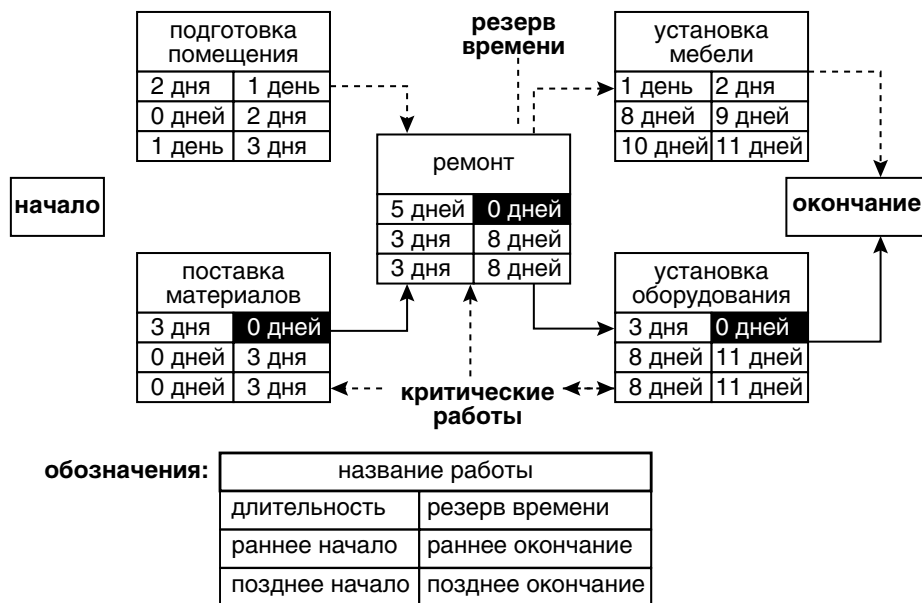 подготовка
помещения
2 дня 1 день
0 дней 2 дня
1 день 3 дня
резерв
времени
установка
мебели
1 день 2 дня
8 дней 9 дней
10 дней 11 дней
начало
ремонт
5 дней 0 дней
3 дня 8 дней
3 дня 8 дней
окончание
поставка
материалов
3 дня 0 дней
0 дней 3 дня
0 дней 3 дня
критические
работы
установка
оборудования
3 дня 0 дней
8 дней 11 дней
8 дней 11 дней
обозначения:
название работы
длительность резерв времени
раннее начало раннее окончание
позднее начало позднее окончание